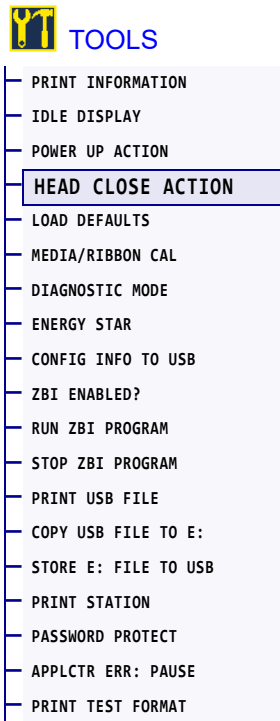 TOOLS
PRINT INFORMATION
IDLE DISPLAY
POWER UP ACTION
HEAD CLOSE ACTION
LOAD DEFAULTS
MEDIA/RIBBON CAL
DIAGNOSTIC MODE
ENERGY STAR
CONFIG INFO TO USB
ZBI ENABLED?
RUN ZBI PROGRAM
STOP ZBI PROGRAM
PRINT USB FILE
COPY USB FILE TO E:
STORE E: FILE TO USB
PRINT STATION
PASSWORD PROTECT
APPLCTR ERR: PAUSE
PRINT TEST FORMAT